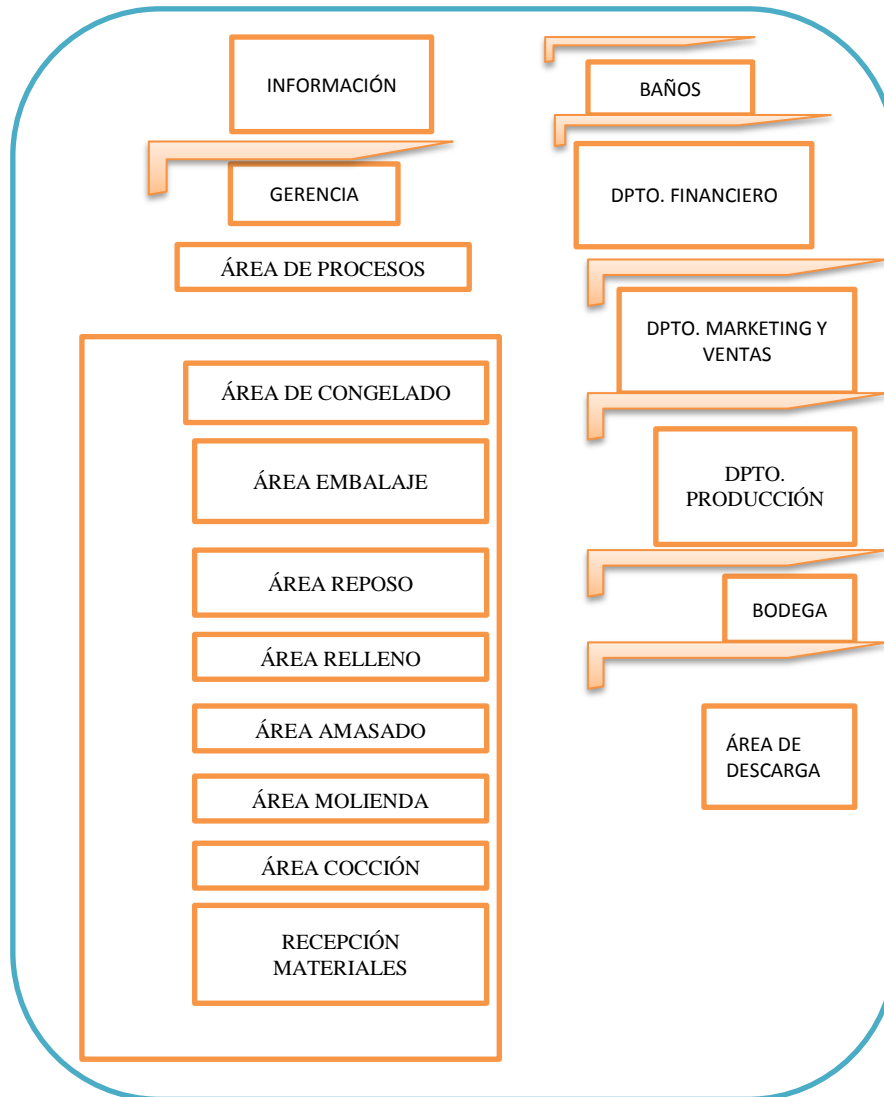 INFORMACIÓN
GERENCIA
ÁREA DE PROCESOS
ÁREA DE CONGELADO
ÁREA EMBALAJE
ÁREA REPOSO
ÁREA RELLENO
ÁREA AMASADO
ÁREA MOLIENDA
ÁREA COCCIÓN
RECEPCIÓN
MATERIALES
BAÑOS
DPTO. FINANCIERO
DPTO. MARKETING Y
VENTAS
DPTO.
PRODUCCIÓN
BODEGA
ÁREA DE
DESCARGA